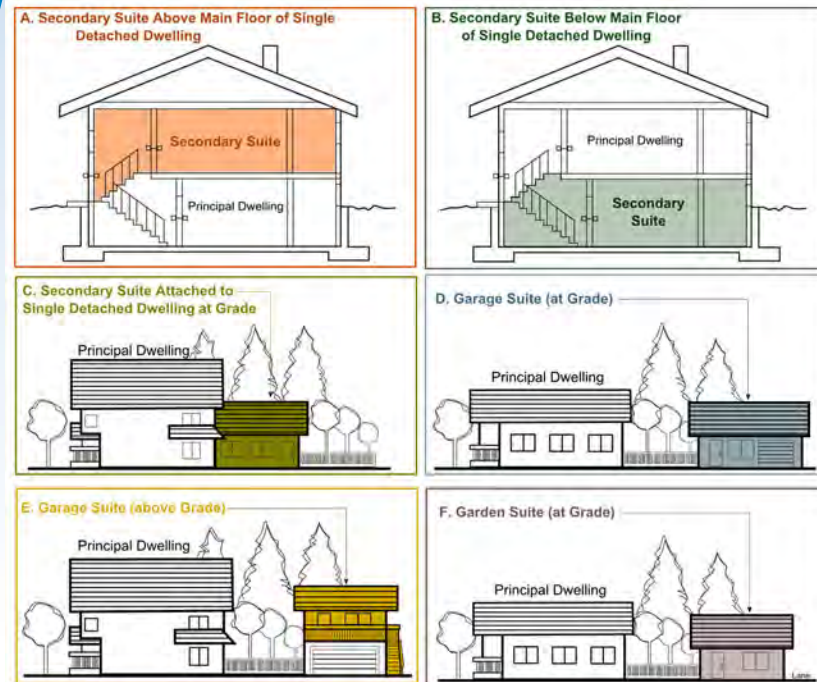 A. Secondary Suite Above Main Floor of Single
Detached Dwelling
Secondary Suite
Principal Dwelling
B. Secondary Suite Below Main Floor
of Single Detached Dwelling
Principal Dwelling
Secondary
Suite
C. Secondary Suite Attached to
Single Detached Dwelling at Grade
Principal Dwelling
D. Garage Suite (at Grade)
Principal Dwelling
E. Garage Suite (above Grade)
Principal Dwelling
F. Garden Suite (at Grade)
Principal Dwelling
Lane